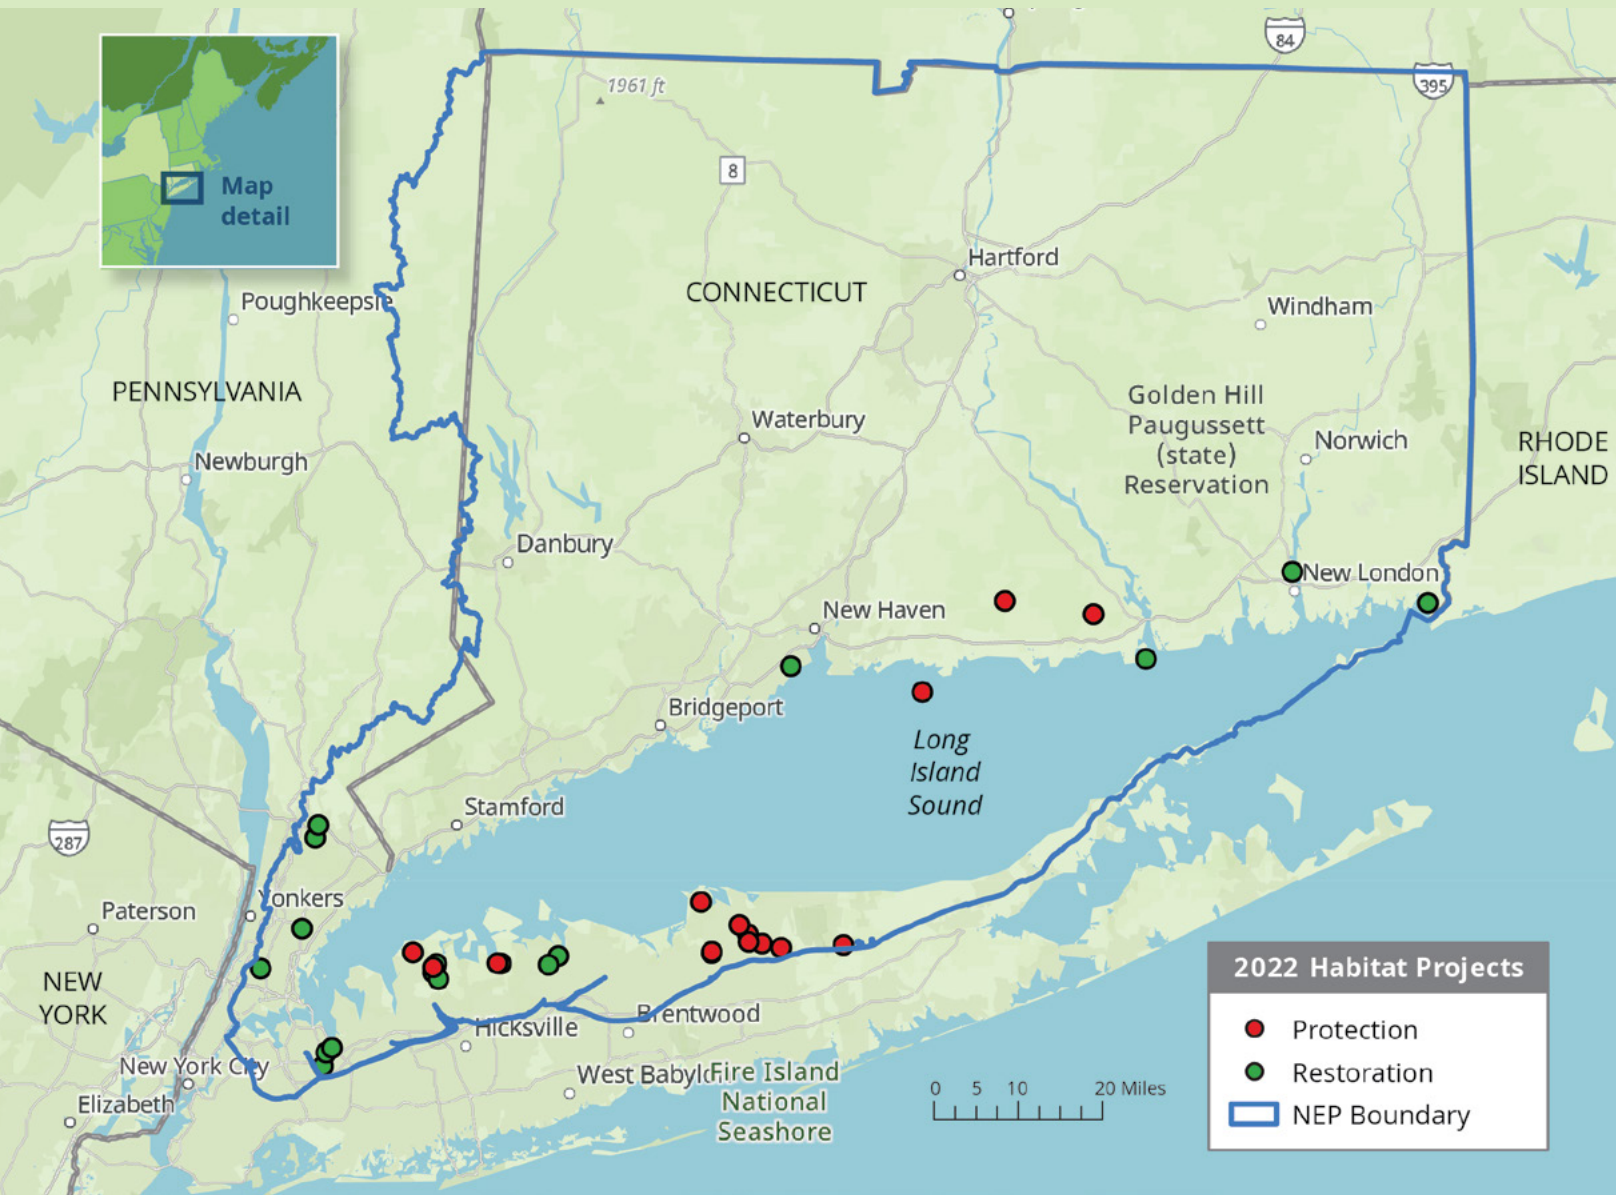 84
395
1961 ft
8
Map
detail
Hartford
Poughkeepsie
CONNECTICUT
Windham
PENNSYLVANIA
Golden Hill
Paugussett
(state)
Reservation
Waterbury
Norwich
RHODE
ISLAND
Newburgh
Danbury
New London
New Haven
Bridgeport
Long
Island
Sound
Stamford
287
Yonkers
Paterson
NEW
YORK
2022 Habitat Projects
Protection
Restoration
NEP Boundary
Brentwood
Hicksville
New York City
West Babyl
Fire Island
National
Seashore
Elizabeth
0 5 10 20 Miles